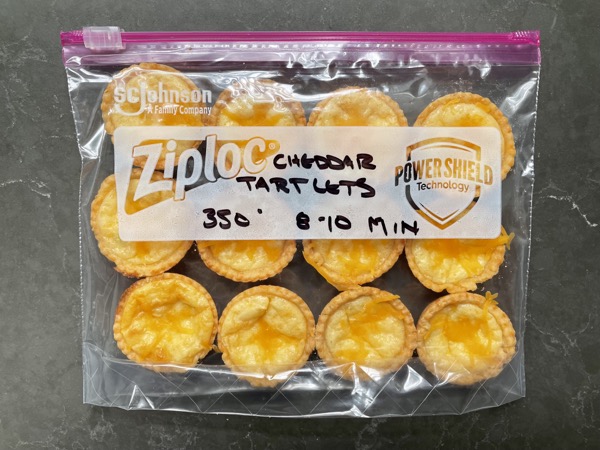 SC Johnson
A Family Company
Ziploc®
CHEDDAR
TARTLETS
350° 8-10 MIN
POWER SHIELD
Technology